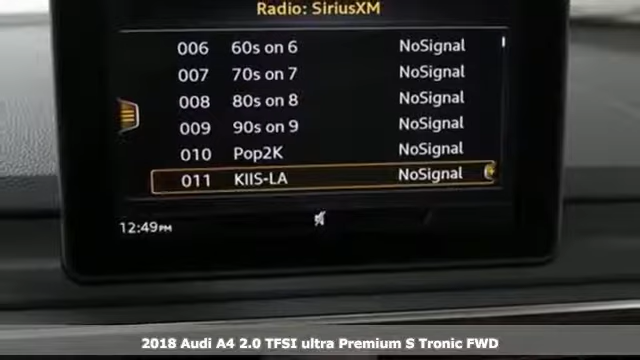 Radio: SiriusXM
006 60s on 6 NoSignal
007 70s on 7 NoSignal
008 80s on 8 NoSignal
009 90s on 9 NoSignal
010 Pop2K NoSignal
011 KIIS-LA NoSignal
12:49PM
2018 Audi A4 2.0 TFSI ultra Premium S Tronic FWD